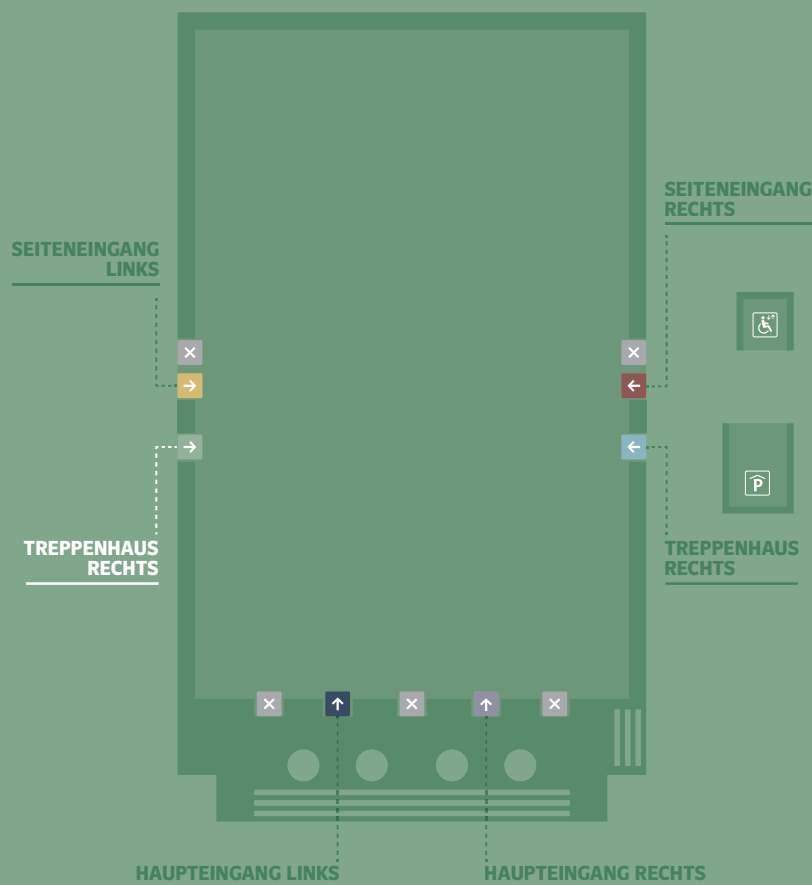 SEITENEINGANG
RECHTS
SEITENEINGANG
LINKS
P
TREPPENHAUS
RECHTS
TREPPENHAUS
RECHTS
HAUPTEINGANG LINKS
HAUPTEINGANG RECHTS